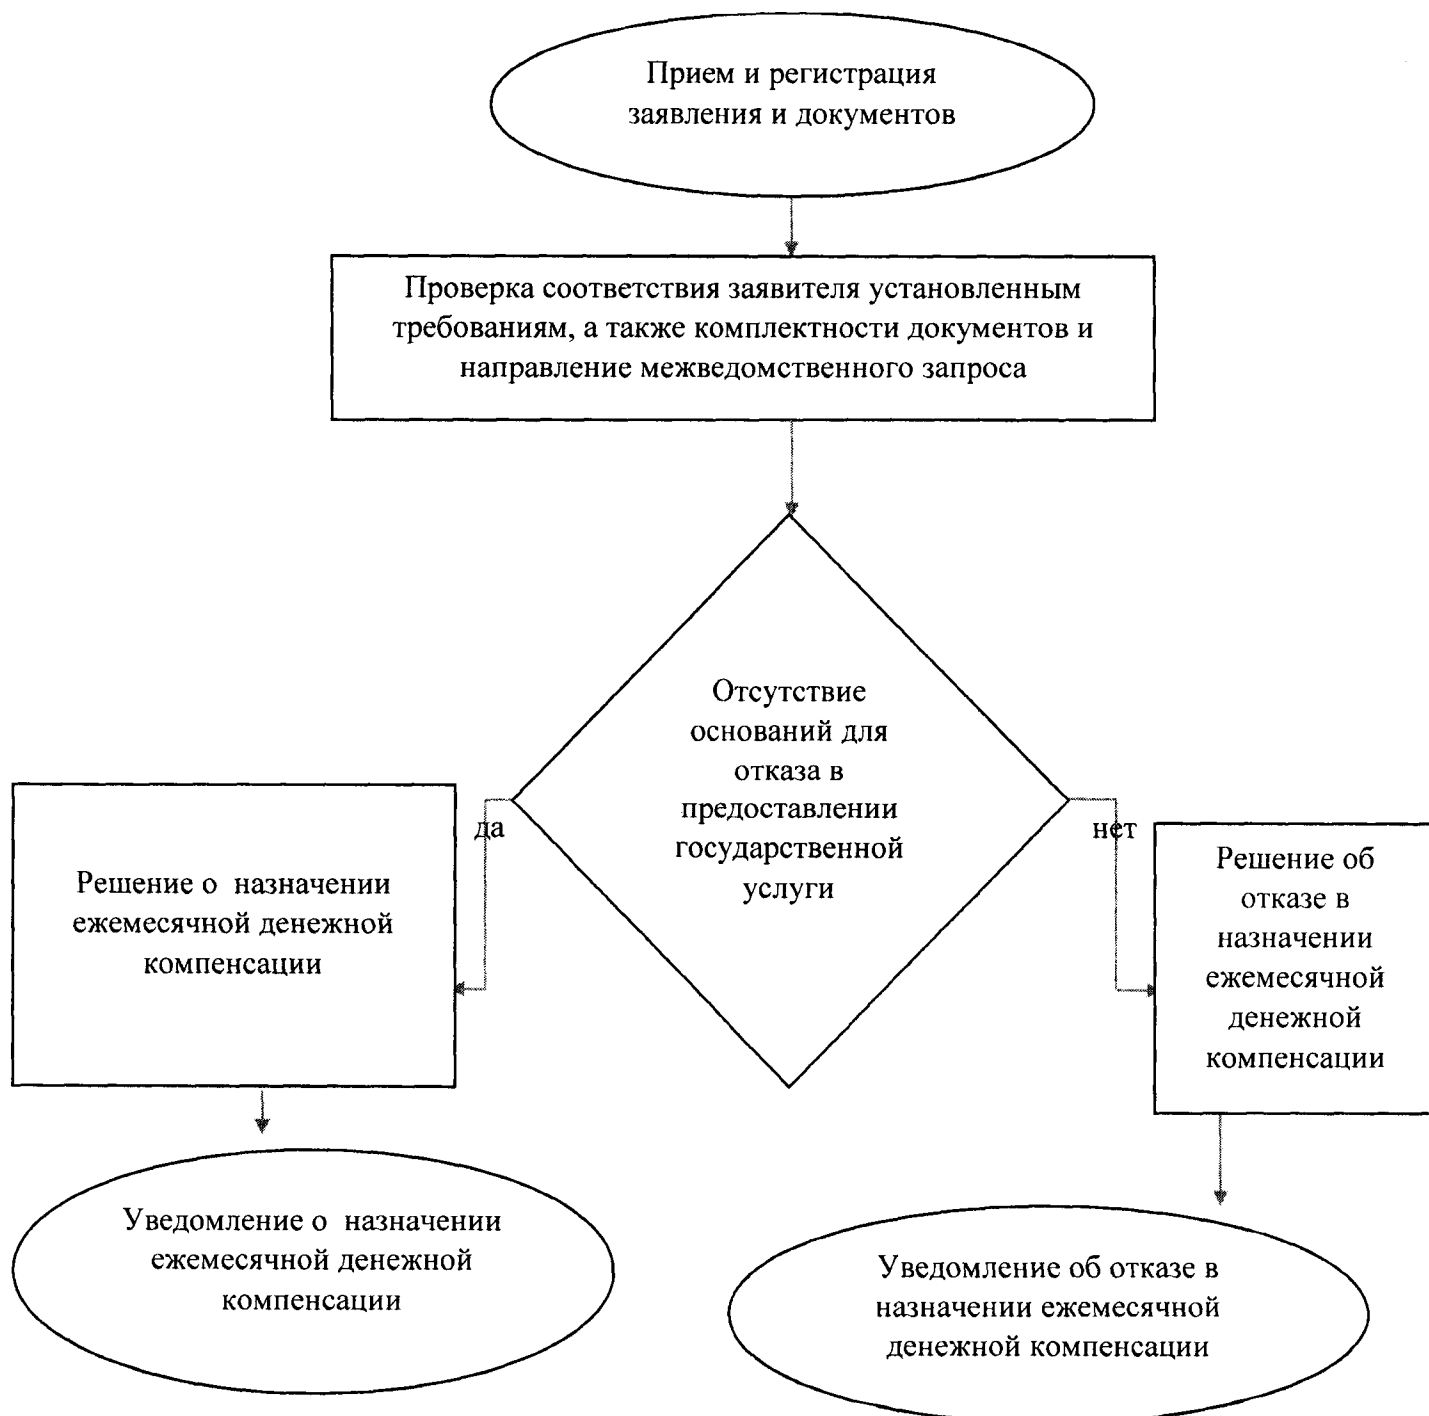 Прием и регистрация
заявления и документов
Проверка соответствия заявителя установленным
требованиям, а также комплектности документов и
направление межведомственного запроса
Отсутствие
оснований для
отказа в
предоставлении
государственной
услуги
да
нет
Решение о назначении
ежемесячной денежной
компенсации
Решение об
отказе в
назначении
ежемесячной
денежной
компенсации
Уведомление о назначении
ежемесячной денежной
компенсации
Уведомление об отказе в
назначении ежемесячной
денежной компенсации